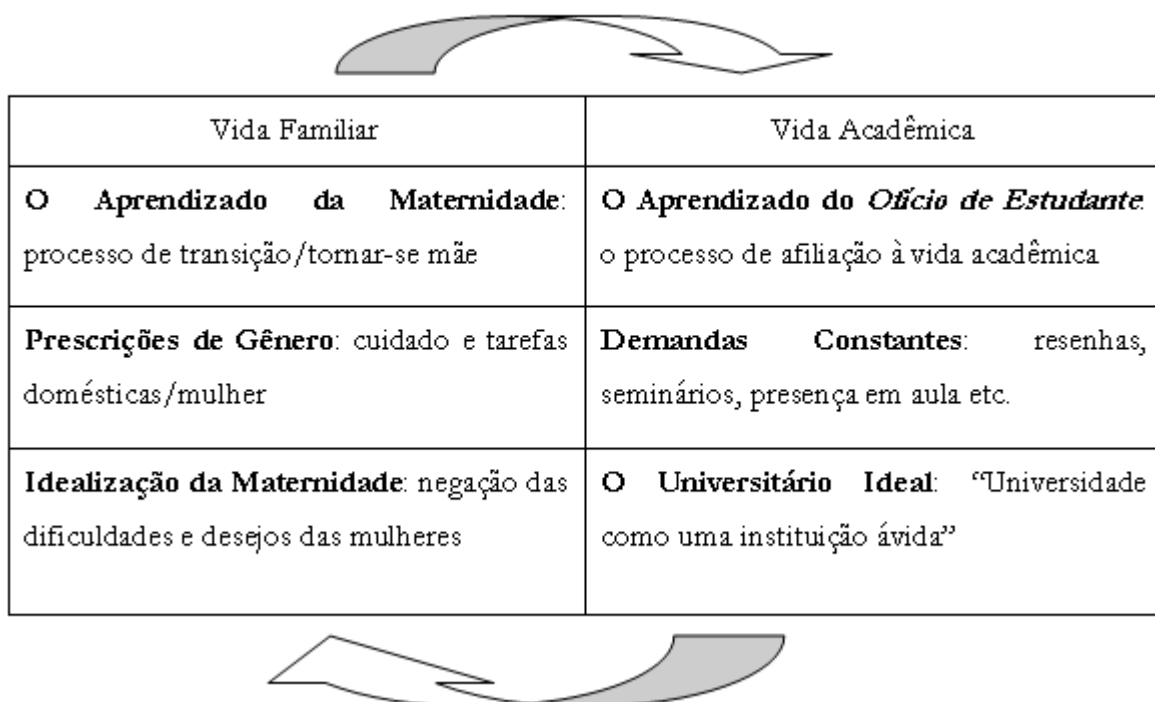 Vida Familiar
Vida Acadêmica
O Aprendizado da Maternidade:
processo de transição/tornar-se mãe
O Aprendizado do Ofício de Estudante:
o processo de afiliação à vida acadêmica
Prescrições de Gênero: cuidado e tarefas
domésticas/mulher
Demandas Constantes: resenhas,
seminários, presença em aula etc.
Idealização da Maternidade: negação das
dificuldades e desejos das mulheres
O Universitário Ideal: “Universidade
como uma instituição ávida”